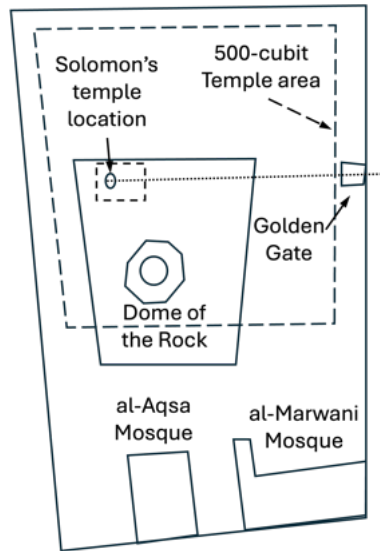 Solomon's
temple
location
500-cubit
Temple area
Golden
Gate
Dome of
the Rock
al-Aqsa
Mosque
al-Marwani
Mosque